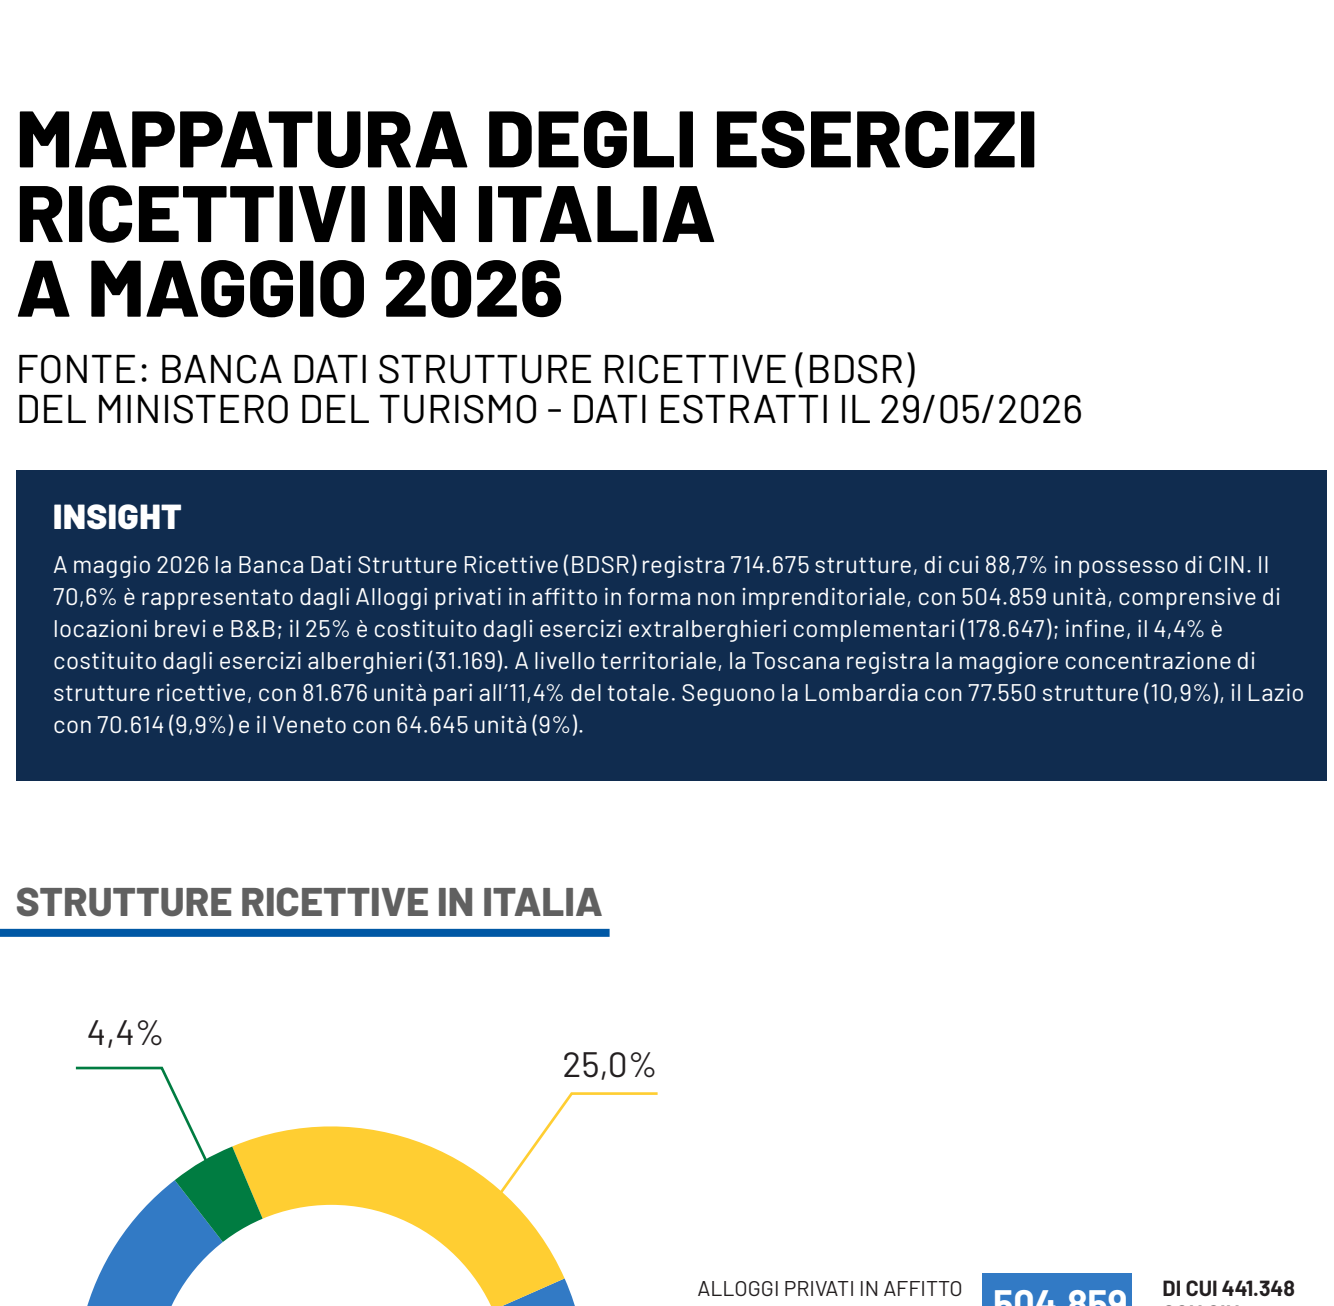 MAPPATURA DEGLI ESERCIZI
RICETTIVI IN ITALIA
A MAGGIO 2026
FONTE: BANCA DATI STRUTTURE RICETTIVE (BDSR)
DEL MINISTERO DEL TURISMO - DATI ESTRATTI IL 29/05/2026
INSIGHT
A maggio 2026 la Banca Dati Strutture Ricettive (BDSR) registra 714.675 strutture, di cui 88,7% in possesso di CIN. Il
70,6% è rappresentato dagli Alloggi privati in affitto in forma non imprenditoriale, con 504.859 unità, comprensive di
locazioni brevi e B&B; il 25% è costituito dagli esercizi extralberghieri complementari (178.647); infine, il 4,4% è
costituito dagli esercizi alberghieri (31.169). A livello territoriale, la Toscana registra la maggiore concentrazione di
strutture ricettive, con 81.676 unità pari all’11,4% del totale. Seguono la Lombardia con 77.550 strutture (10,9%), il Lazio
con 70.614 (9,9%) e il Veneto con 64.645 unità (9%).
STRUTTURE RICETTIVE IN ITALIA
4,4%
25,0%
ALLOGGI PRIVATI IN AFFITTO
504.859
DI CUI 441.348